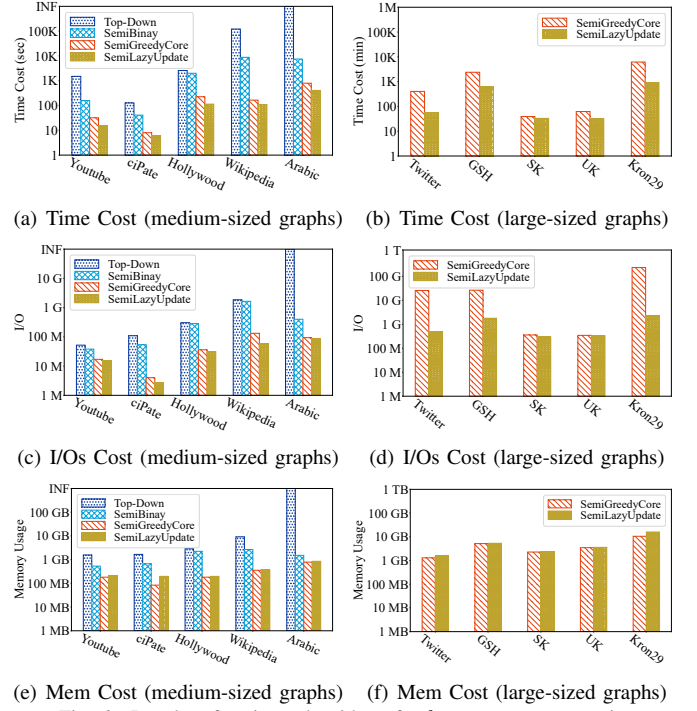 INF
100K
10K
1K
100
10
1
Time Cost (sec)
Top-Down
SemiBinay
SemiGreedyCore
SemiLazyUpdate
Youtube
ciPate
Hollywood
Wikipedia
Arabic
(a) Time Cost (medium-sized graphs)
1M
100K
10K
1K
100
10
1
Time Cost (min)
SemiGreedyCore
SemiLazyUpdate
Twitter
GSH
SK
UK
Kron29
(b) Time Cost (large-sized graphs)
INF
10 G
1 G
100 M
10 M
1 M
I/O
Top-Down
SemiBinay
SemiGreedyCore
SemiLazyUpdate
Youtube
ciPate
Hollywood
Wikipedia
Arabic
(c) I/Os Cost (medium-sized graphs)
1 T
100 G
10 G
1 G
100 M
10 M
1 M
I/O
SemiGreedyCore
SemiLazyUpdate
Twitter
GSH
SK
UK
Kron29
(d) I/Os Cost (large-sized graphs)
INF
100 GB
10 GB
1 GB
100 MB
10 MB
1 MB
Memory Usage
Top-Down
SemiBinay
SemiGreedyCore
SemiLazyUpdate
Youtube
ciPate
Hollywood
Wikipedia
Arabic
(e) Mem Cost (medium-sized graphs)
1 TB
100 GB
10 GB
1 GB
100 MB
10 MB
1 MB
Memory Usage
SemiGreedyCore
SemiLazyUpdate
Twitter
GSH
SK
UK
Kron29
(f) Mem Cost (large-sized graphs)